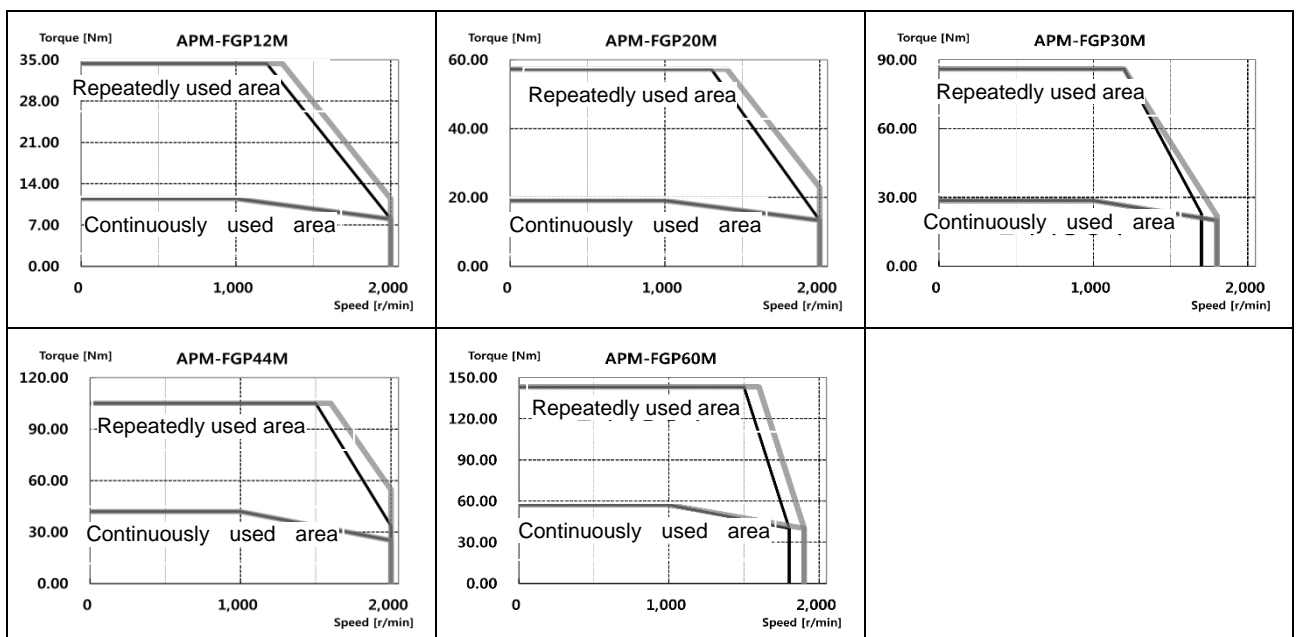 Torque [Nm] APM-FGP12M
35.00
28.00
21.00
14.00
7.00
0.00
Repeatedly used area
Continuously used area
0 1,000 2,000
Speed [r/min]
Torque [Nm] APM-FGP20M
60.00
40.00
20.00
0.00
Repeatedly used area
Continuously used area
0 1,000 2,000
Speed [r/min]
Torque [Nm] APM-FGP30M
90.00
60.00
30.00
0.00
Repeatedly used area
Continuously used area
0 1,000 2,000
Speed [r/min]
Torque [Nm] APM-FGP44M
120.00
90.00
60.00
30.00
0.00
Repeatedly used area
Continuously used area
0 1,000 2,000
Speed [r/min]
Torque [Nm] APM-FGP60M
150.00
120.00
90.00
60.00
30.00
0.00
Repeatedly used area
Continuously used area
0 1,000 2,000
Speed [r/min]